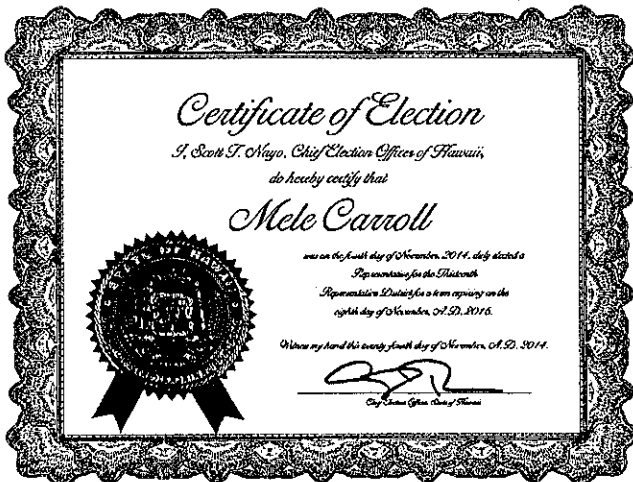 Certificate of Election
I, Scott T. Nago, Chief Election Officer of Hawaii,
do hereby certify that
Mele Carroll
was on the fourth day of November, 2014, duly elected a
Representative for the Thirteenth
Representative District for a term expiring on the
eighth day of November, A.D. 2016.
Witness my hand this twenty fourth day of November, A.D. 2014.
Chief Election Officer, State of Hawaii
STATE OF HAWAII